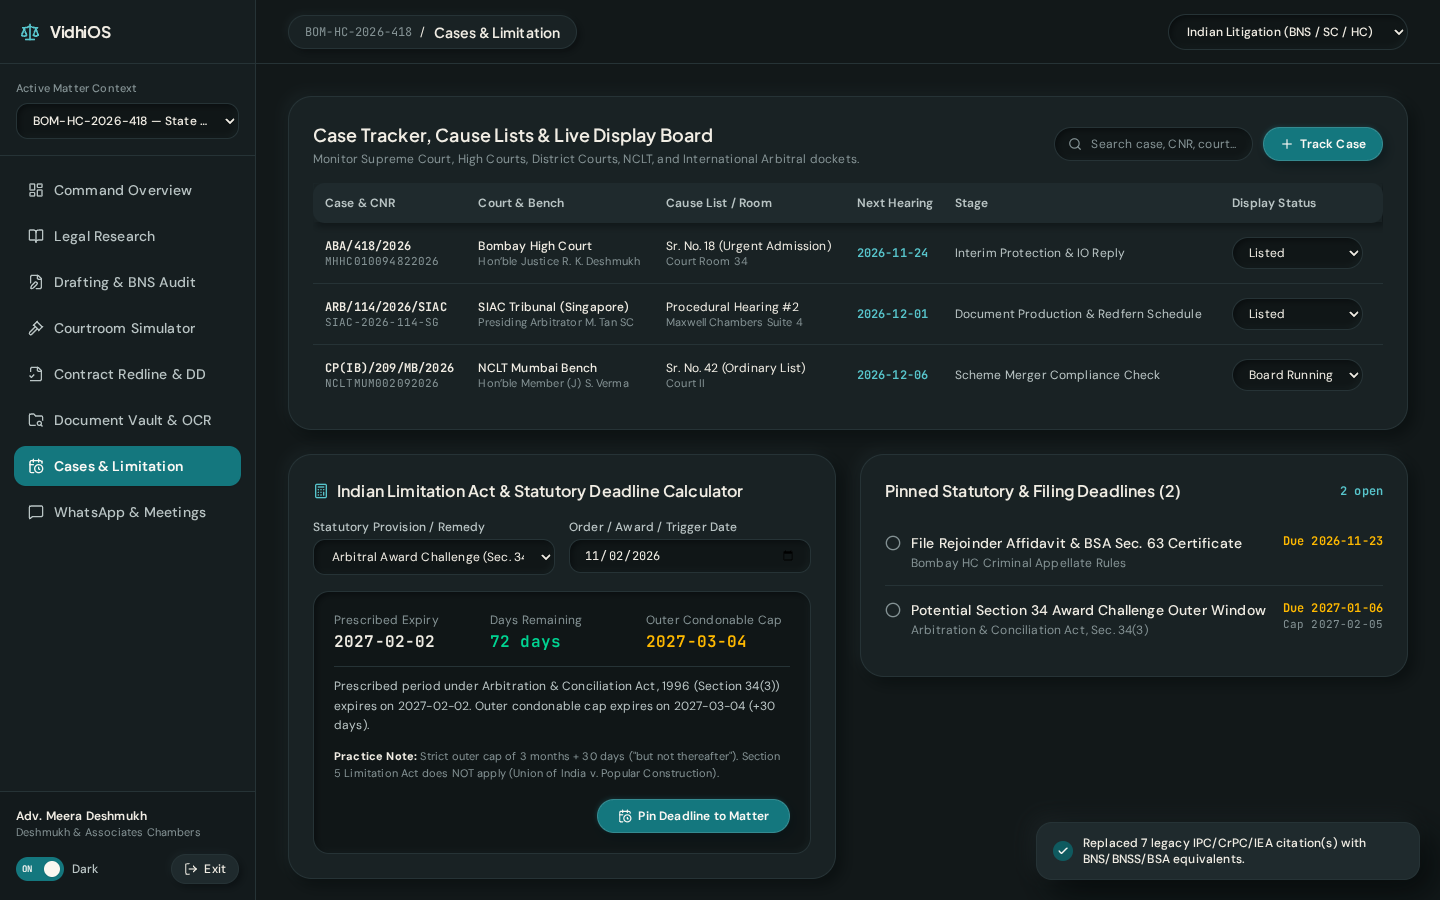 VidhiOS
BOM-HC-2026-418 / Cases & Limitation
Indian Litigation (BNS / SC / HC)
Active Matter Context
BOM-HC-2026-418 — State ...
Command Overview
Legal Research
Drafting & BNS Audit
Courtroom Simulator
Contract Redline & DD
Document Vault & OCR
Cases & Limitation
WhatsApp & Meetings
Adv. Meera Deshmukh
Deshmukh & Associates Chambers
ON Dark
Exit
Case Tracker, Cause Lists & Live Display Board
Monitor Supreme Court, High Courts, District Courts, NCLT, and International Arbitral dockets.
Search case, CNR, court...
Track Case
Case & CNR Court & Bench Cause List / Room Next Hearing Stage Display Status
ABA/418/2026 Bombay High Court Sr. No. 18 (Urgent Admission) 2026-11-24 Interim Protection & IO Reply Listed
MHHC010094822026 Hon'ble Justice R. K. Deshmukh Court Room 34
ARB/114/2026/SIAC SIAC Tribunal (Singapore) Procedural Hearing #2 2026-12-01 Document Production & Redfern Schedule Listed
SIAC-2026-114-SG Presiding Arbitrator M. Tan SC Maxwell Chambers Suite 4
CP(IB)/209/MB/2026 NCLT Mumbai Bench Sr. No. 42 (Ordinary List) 2026-12-06 Scheme Merger Compliance Check Board Running
NCLTMUM002092026 Hon'ble Member (J) S. Verma Court II
Indian Limitation Act & Statutory Deadline Calculator
Statutory Provision / Remedy Order / Award / Trigger Date
Arbitral Award Challenge (Sec. 34 11/02/2026
Prescribed Expiry Days Remaining Outer Condonable Cap
2027-02-02 72 days 2027-03-04
Prescribed period under Arbitration & Conciliation Act, 1996 (Section 34(3))
expires on 2027-02-02. Outer condonable cap expires on 2027-03-04 (+30
days).
Practice Note: Strict outer cap of 3 months + 30 days ("but not thereafter"). Section
5 Limitation Act does NOT apply (Union of India v. Popular Construction).
Pin Deadline to Matter
Pinned Statutory & Filing Deadlines (2) 2 open
File Rejoinder Affidavit & BSA Sec. 63 Certificate Due 2026-11-23
Bombay HC Criminal Appellate Rules
Potential Section 34 Award Challenge Outer Window Due 2027-01-06
Arbitration & Conciliation Act, Sec. 34(3) Cap 2027-02-05
Replaced 7 legacy IPC/CrPC/IEA citation(s) with
BNS/BNSS/BSA equivalents.